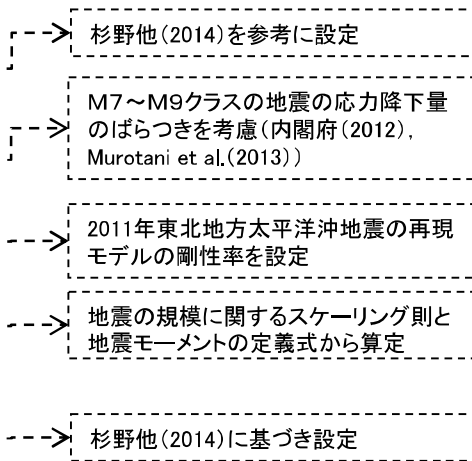 杉野他(2014)を参考に設定
M7～M9クラスの地震の応力降下量
のばらつきを考慮(内閣府(2012),
Murotani et al.(2013))
2011年東北地方太平洋沖地震の再現
モデルの剛性率を設定
地震の規模に関するスケーリング則と
地震モーメントの定義式から算定
杉野他(2014)に基づき設定